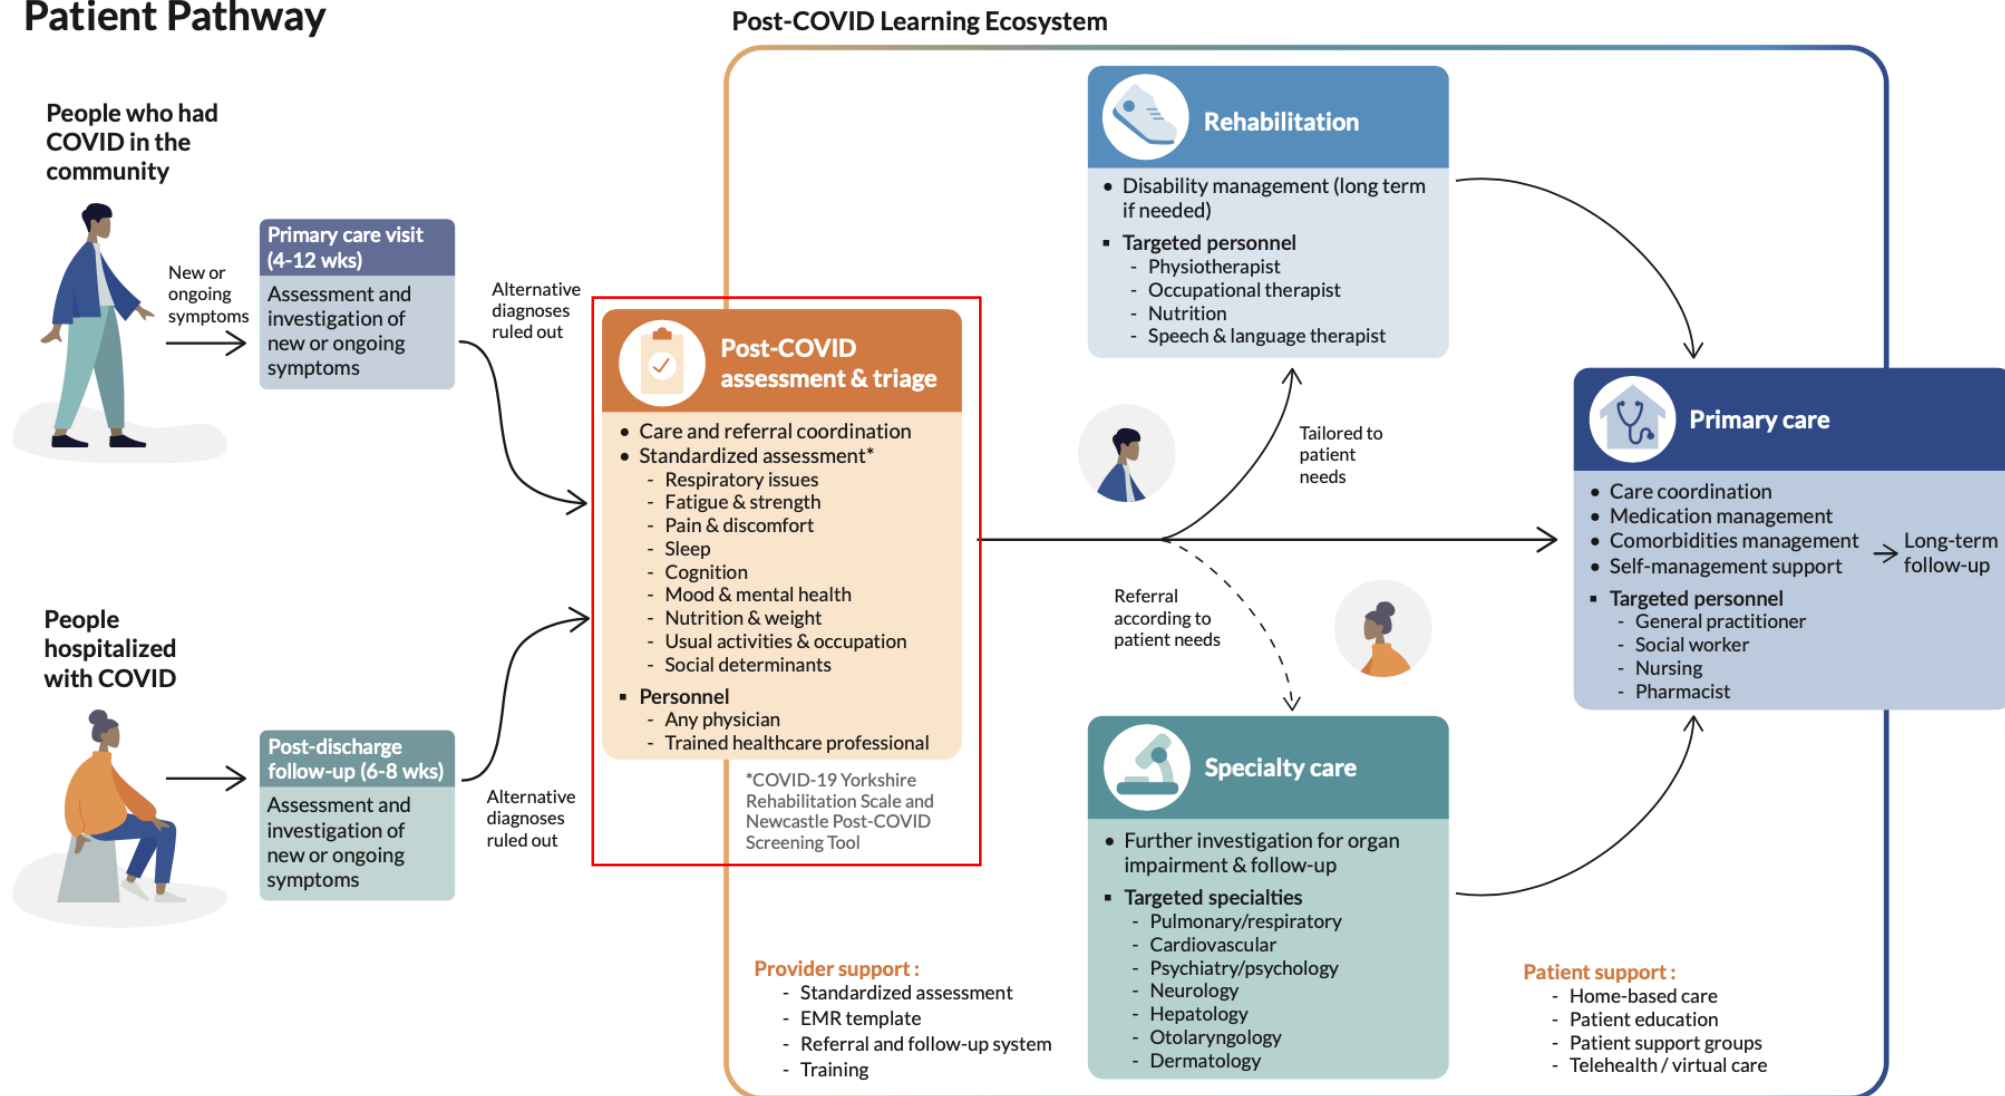 Patient Pathway
Post-COVID Learning Ecosystem
People who had
COVID in the
community
New or
ongoing
symptoms
Primary care visit
(4-12 wks)
Assessment and
investigation of
new or ongoing
symptoms
Alternative
diagnoses
ruled out
People
hospitalized
with COVID
Post-discharge
follow-up (6-8 wks)
Assessment and
investigation of
new or ongoing
symptoms
Alternative
diagnoses
ruled out
Post-COVID
assessment & triage
• Care and referral coordination
• Standardized assessment*
- Respiratory issues
- Fatigue & strength
- Pain & discomfort
- Sleep
- Cognition
- Mood & mental health
- Nutrition & weight
- Usual activities & occupation
- Social determinants
▪ Personnel
- Any physician
- Trained healthcare professional
*COVID-19 Yorkshire
Rehabilitation Scale and
Newcastle Post-COVID
Screening Tool
Rehabilitation
• Disability management (long term
if needed)
▪ Targeted personnel
- Physiotherapist
- Occupational therapist
- Nutrition
- Speech & language therapist
Tailored to
patient
needs
Referral
according to
patient needs
Specialty care
• Further investigation for organ
impairment & follow-up
▪ Targeted specialties
- Pulmonary/respiratory
- Cardiovascular
- Psychiatry/psychology
- Neurology
- Hepatology
- Otolaryngology
- Dermatology
Primary care
• Care coordination
• Medication management
• Comorbidities management
• Self-management support
▪ Targeted personnel
- General practitioner
- Social worker
- Nursing
- Pharmacist
Long-term
follow-up
Provider support :
- Standardized assessment
- EMR template
- Referral and follow-up system
- Training
Patient support :
- Home-based care
- Patient education
- Patient support groups
- Telehealth / virtual care